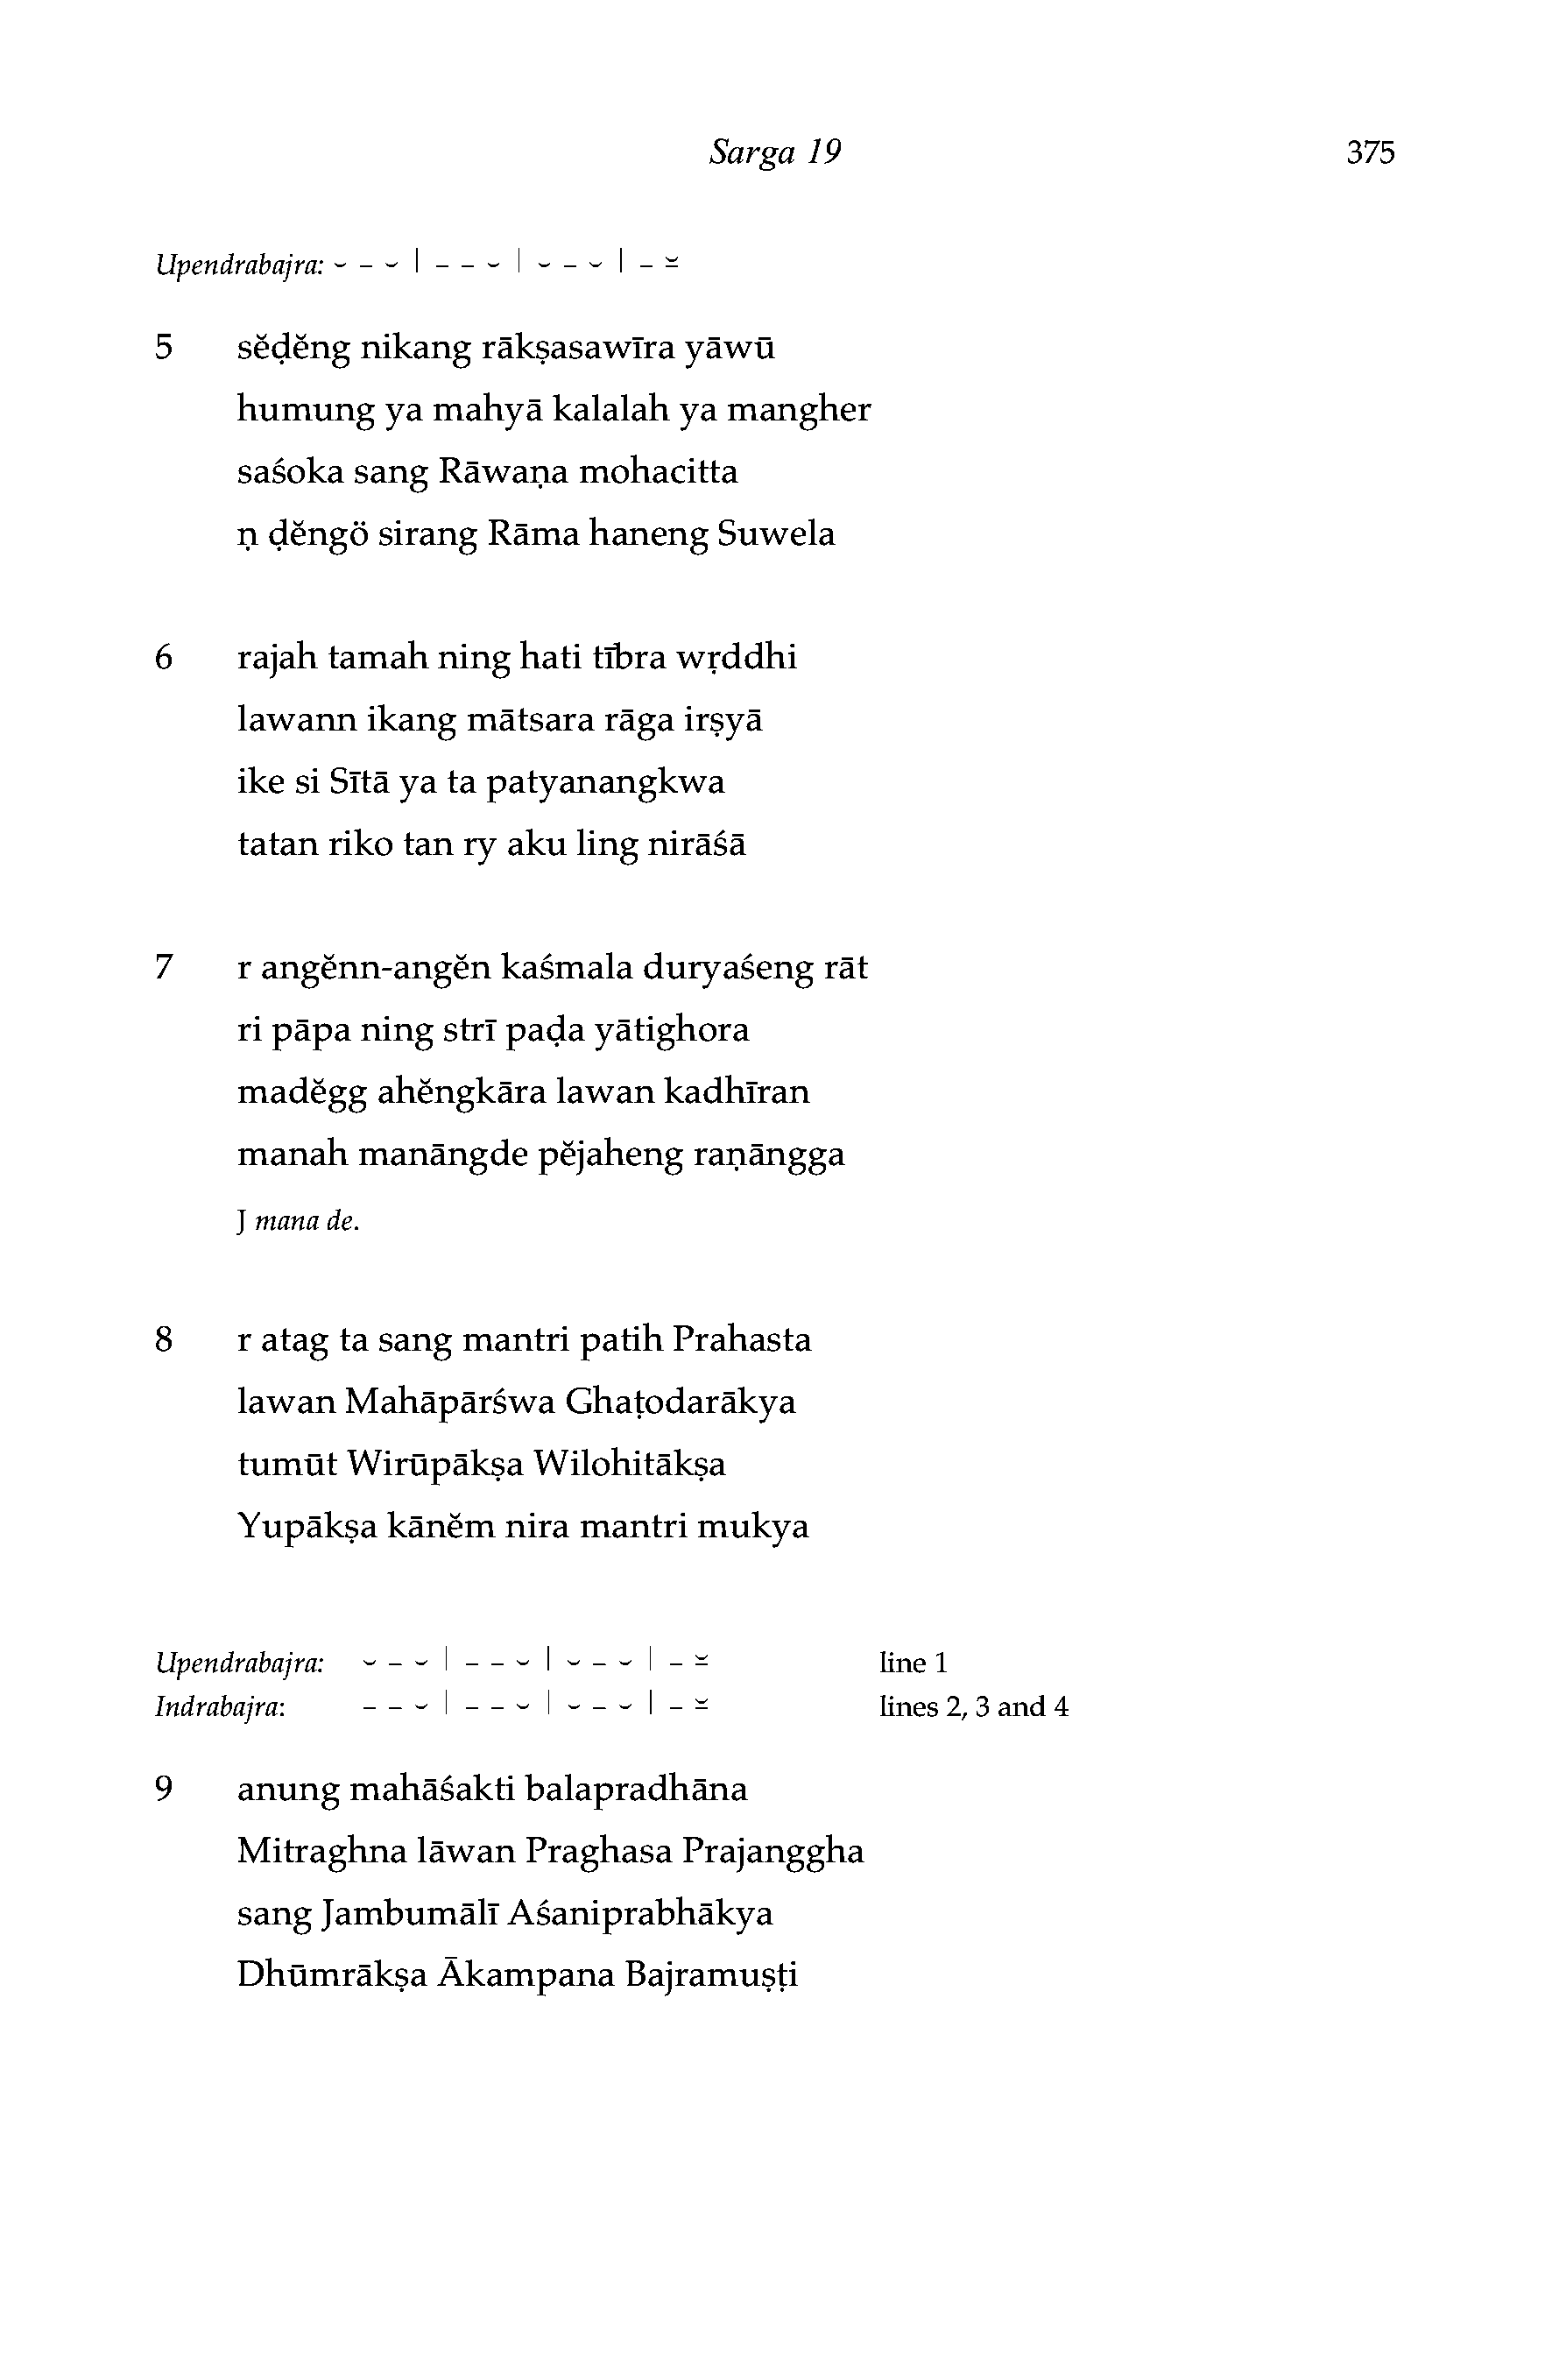 Sarga 19 375
Upendrabajra: ⏑ – ⏑ | – – ⏑ | ⏑ – ⏑ | – ⏓
5 sĕḍĕng nikang rākṣasawīra yāwū
humung ya mahyā kalalah ya mangher
saśoka sang Rāwaṇa mohacitta
ṇ ḍĕngö sirang Rāma haneng Suwela
6 rajah tamah ning hati tībra wṛddhi
lawann ikang mātsara rāga irṣyā
ike si Sītā ya ta patyanangkwa
tatan riko tan ry aku ling nirāśā
7 r angĕnn-angĕn kaśmala duryaśeng rāt
ri pāpa ning strī paḍa yātighora
madĕgg ahĕngkāra lawan kadhīran
manah manāngde pĕjaheng raṇāngga
J mana de.
8 r atag ta sang mantri patih Prahasta
lawan Mahāpārśwa Ghaṭodarākya
tumūt Wirūpākṣa Wilohitākṣa
Yupākṣa kānĕm nira mantri mukya
Upendrabajra: ⏑ – ⏑ | – – ⏑ | ⏑ – ⏑ | – ⏓ line 1
Indrabajra: – – ⏑ | – – ⏑ | ⏑ – ⏑ | – ⏓ lines 2, 3 and 4
9 anung mahāśakti balapradhāna
Mitraghna lāwan Praghasa Prajanggha
sang Jambumālī Aśaniprabhākya
Dhūmrākṣa Ākampana Bajramuṣṭi